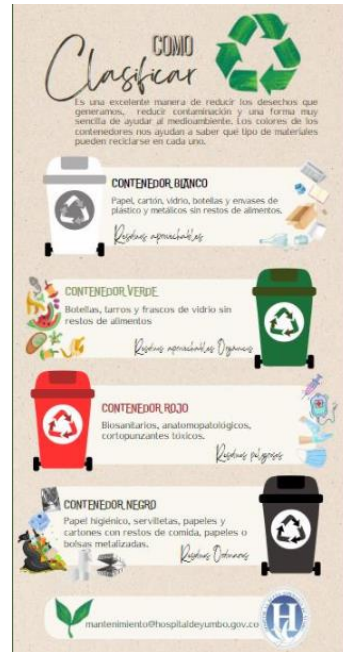 COMO
Clasificar
Es una excelente manera de reducir los desechos que
generamos, reducir contaminación y una forma muy
sencilla de ayudar al medioambiente. Los colores de los
contenedores nos ayudan a saber qué tipo de materiales
pueden reciclarse en cada uno.
CONTENEDOR BLANCO
Papel, cartón, vidrio, botellas y envases de
plástico y metálicos sin restos de alimentos.
Residuos aprovechables
CONTENEDOR VERDE
Botellas, tarros y frascos de vidrio sin
restos de alimentos
Residuos aprovechables Orgánicos
CONTENEDOR ROJO
Biosanitarios, anatomopatológicos,
cortopunzantes tóxicos.
Residuos peligrosos
CONTENEDOR NEGRO
Papel higiénico, servilletas, papeles y
cartones con restos de comida, papeles o
bolsas metalizadas.
Residuos Ordinarios
mantenimiento@hospitaldeyumbo.gov.co